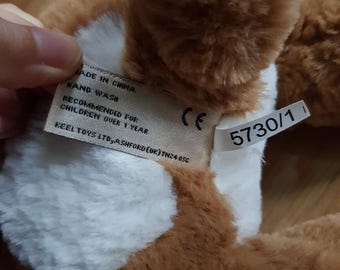 MADE IN CHINA
HAND WASH
RECOMMENDED FOR
CHILDREN OVER 1 YEAR
CE
KEEL TOYS LTD, ASHFORD(UK)TN24 0SG
5730/1